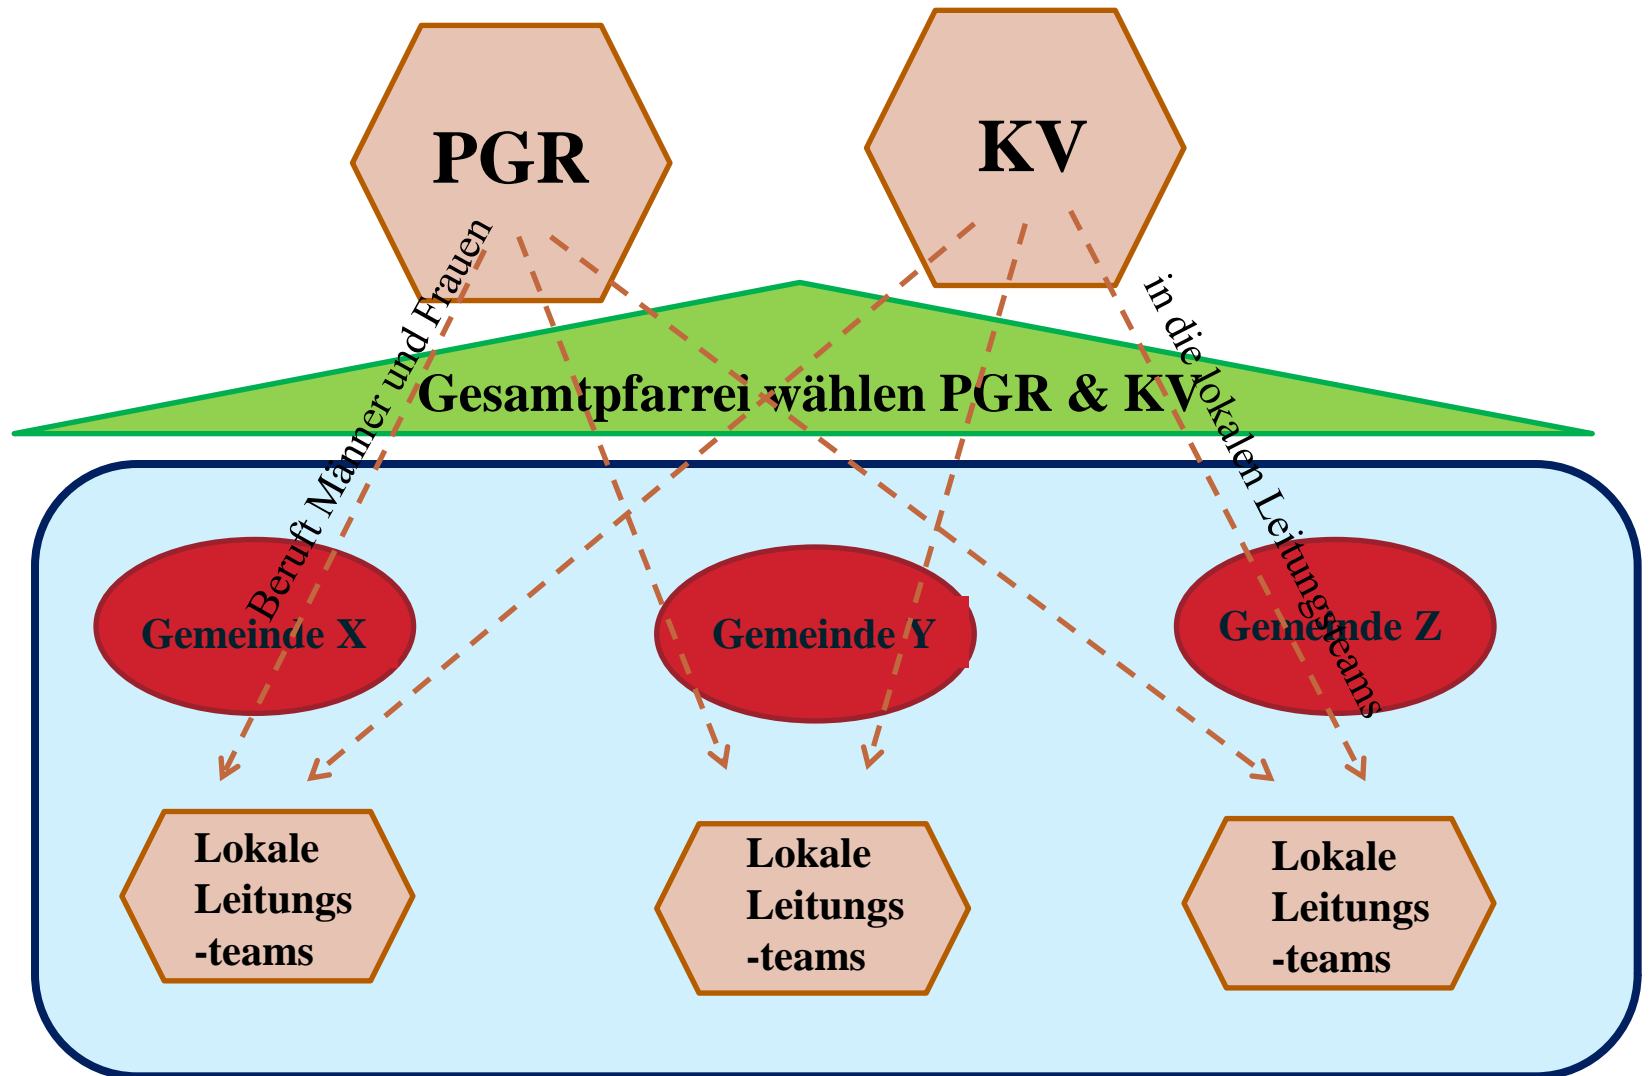 PGR
KV
Beruft Männer und Frauen
in die lokalen Leitungsteams
Gesamtpfarrei wählen PGR & KV
Gemeinde X
Gemeinde Y
Gemeinde Z
Lokale
Leitungs
-teams
Lokale
Leitungs
-teams
Lokale
Leitungs
-teams